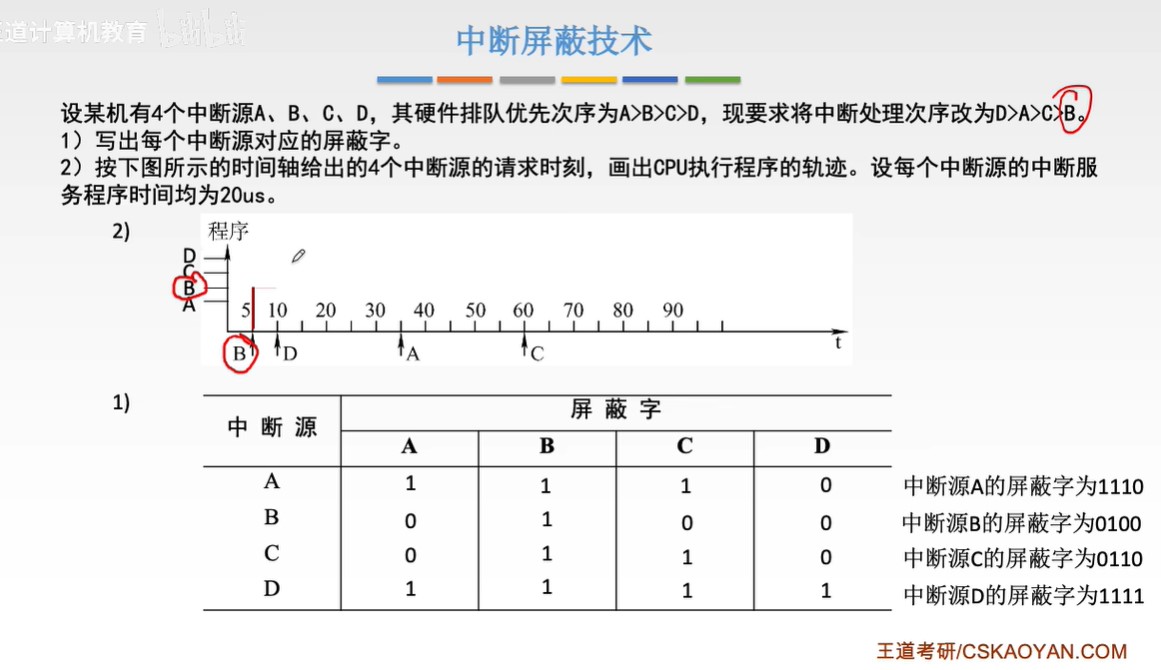 王道计算机教育 bilibili
中断屏蔽技术
设某机有4个中断源A、B、C、D，其硬件排队优先次序为A>B>C>D，现要求将中断处理次序改为D>A>C>B。
1）写出每个中断源对应的屏蔽字。
2）按下图所示的时间轴给出的4个中断源的请求时刻，画出CPU执行程序的轨迹。设每个中断源的中断服
务程序时间均为20us。
2)
程序
D
C
B
A
5 10 20 30 40 50 60 70 80 90
B D A C t
1)
中断源 屏蔽字
A B C D
A 1 1 1 0 中断源A的屏蔽字为1110
B 0 1 0 0 中断源B的屏蔽字为0100
C 0 1 1 0 中断源C的屏蔽字为0110
D 1 1 1 1 中断源D的屏蔽字为1111
王道考研/CSKAOYAN.COM